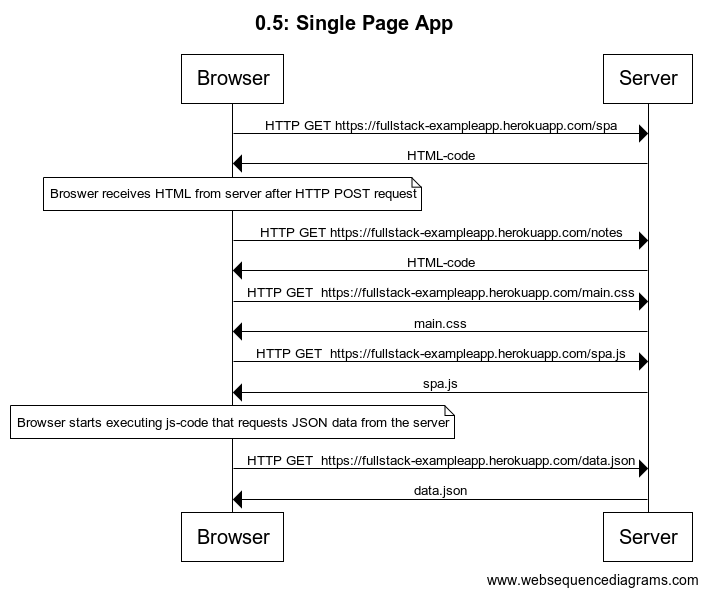 0.5: Single Page App
Browser
Server
HTTP GET https://fullstack-exampleapp.herokuapp.com/spa
HTML-code
Broswer receives HTML from server after HTTP POST request
HTTP GET https://fullstack-exampleapp.herokuapp.com/notes
HTML-code
HTTP GET  https://fullstack-exampleapp.herokuapp.com/main.css
main.css
HTTP GET  https://fullstack-exampleapp.herokuapp.com/spa.js
spa.js
Browser starts executing js-code that requests JSON data from the server
HTTP GET  https://fullstack-exampleapp.herokuapp.com/data.json
data.json
Browser
Server
www.websequencediagrams.com